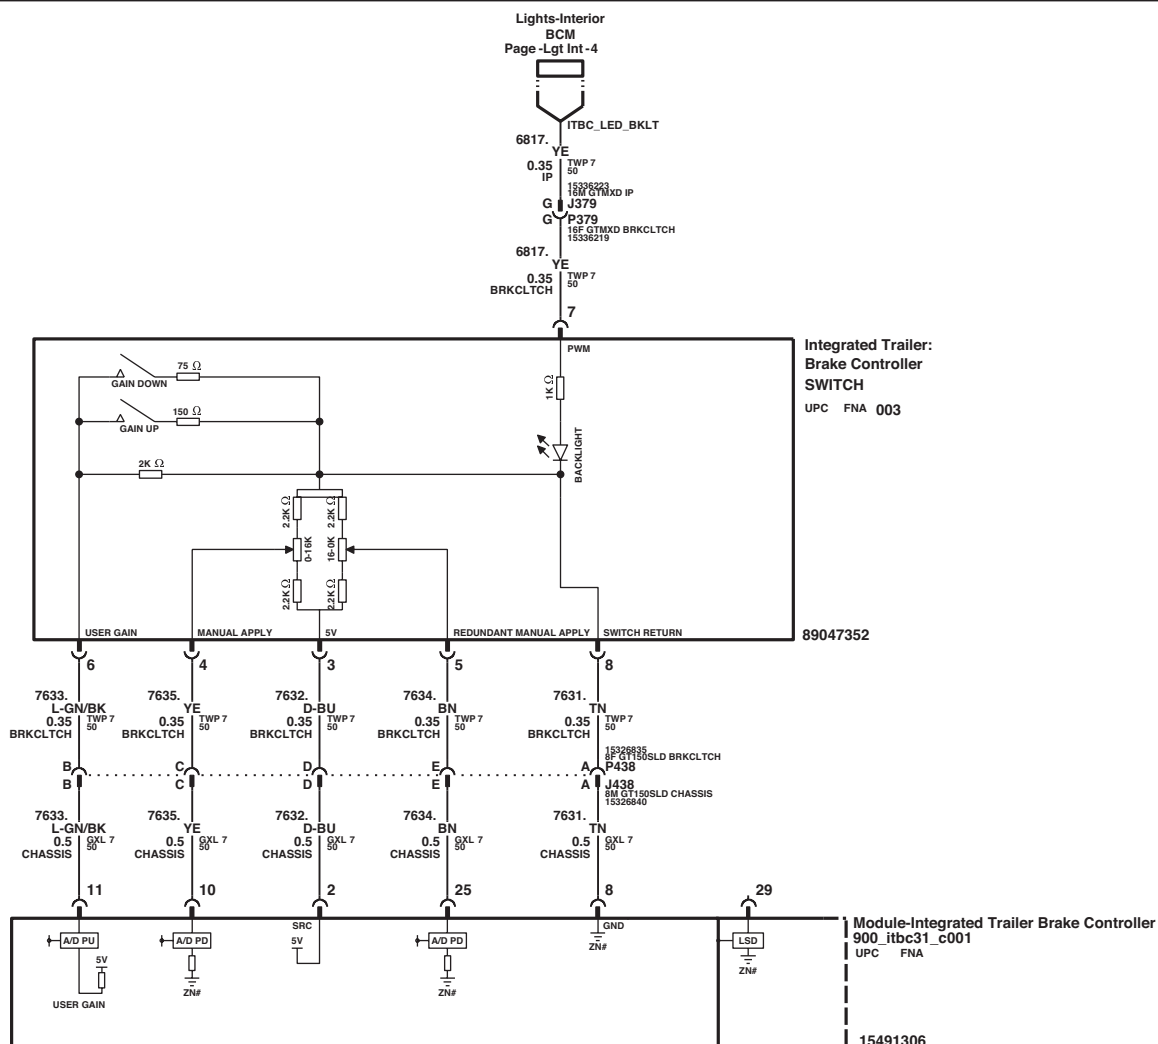 Lights-Interior
BCM
Page -Lgt Int -4
ITBC_LED_BKLT
6817.
YE
0.35
IP
TWP 7
50
15336223
16M GTMXD IP
G J379
G P379
16F GTMXD BRKCLTCH
15336219
6817.
YE
0.35
BRKCLTCH
TWP 7
50
7
PWM
Integrated Trailer:
Brake Controller
SWITCH
UPC FNA 003
75 Ω
GAIN DOWN
150 Ω
GAIN UP
2K Ω
1K Ω
BACKLIGHT
2.2K Ω
2.2K Ω
0-16K
16-0K
2.2K Ω
2.2K Ω
USER GAIN
MANUAL APPLY
5V
REDUNDANT MANUAL APPLY
SWITCH RETURN
89047352
6
4
3
5
8
7633.
L-GN/BK
0.35
BRKCLTCH
TWP 7
50
7635.
YE
0.35
BRKCLTCH
TWP 7
50
7632.
D-BU
0.35
BRKCLTCH
TWP 7
50
7634.
BN
0.35
BRKCLTCH
TWP 7
50
7631.
TN
0.35
BRKCLTCH
TWP 7
50
15326835
8F GT150SLD BRKCLTCH
B C D E A P438
B C D E A J438
8M GT150SLD CHASSIS
15326840
7633.
L-GN/BK
0.5
CHASSIS
GXL 7
50
7635.
YE
0.5
CHASSIS
GXL 7
50
7632.
D-BU
0.5
CHASSIS
GXL 7
50
7634.
BN
0.5
CHASSIS
GXL 7
50
7631.
TN
0.5
CHASSIS
GXL 7
50
11
10
2
25
8
29
Module-Integrated Trailer Brake Controller
900_itbc31_c001
UPC FNA
A/D PU
5V
USER GAIN
A/D PD
ZN#
SRC
5V
A/D PD
ZN#
GND
ZN#
LSD
ZN#
15491306